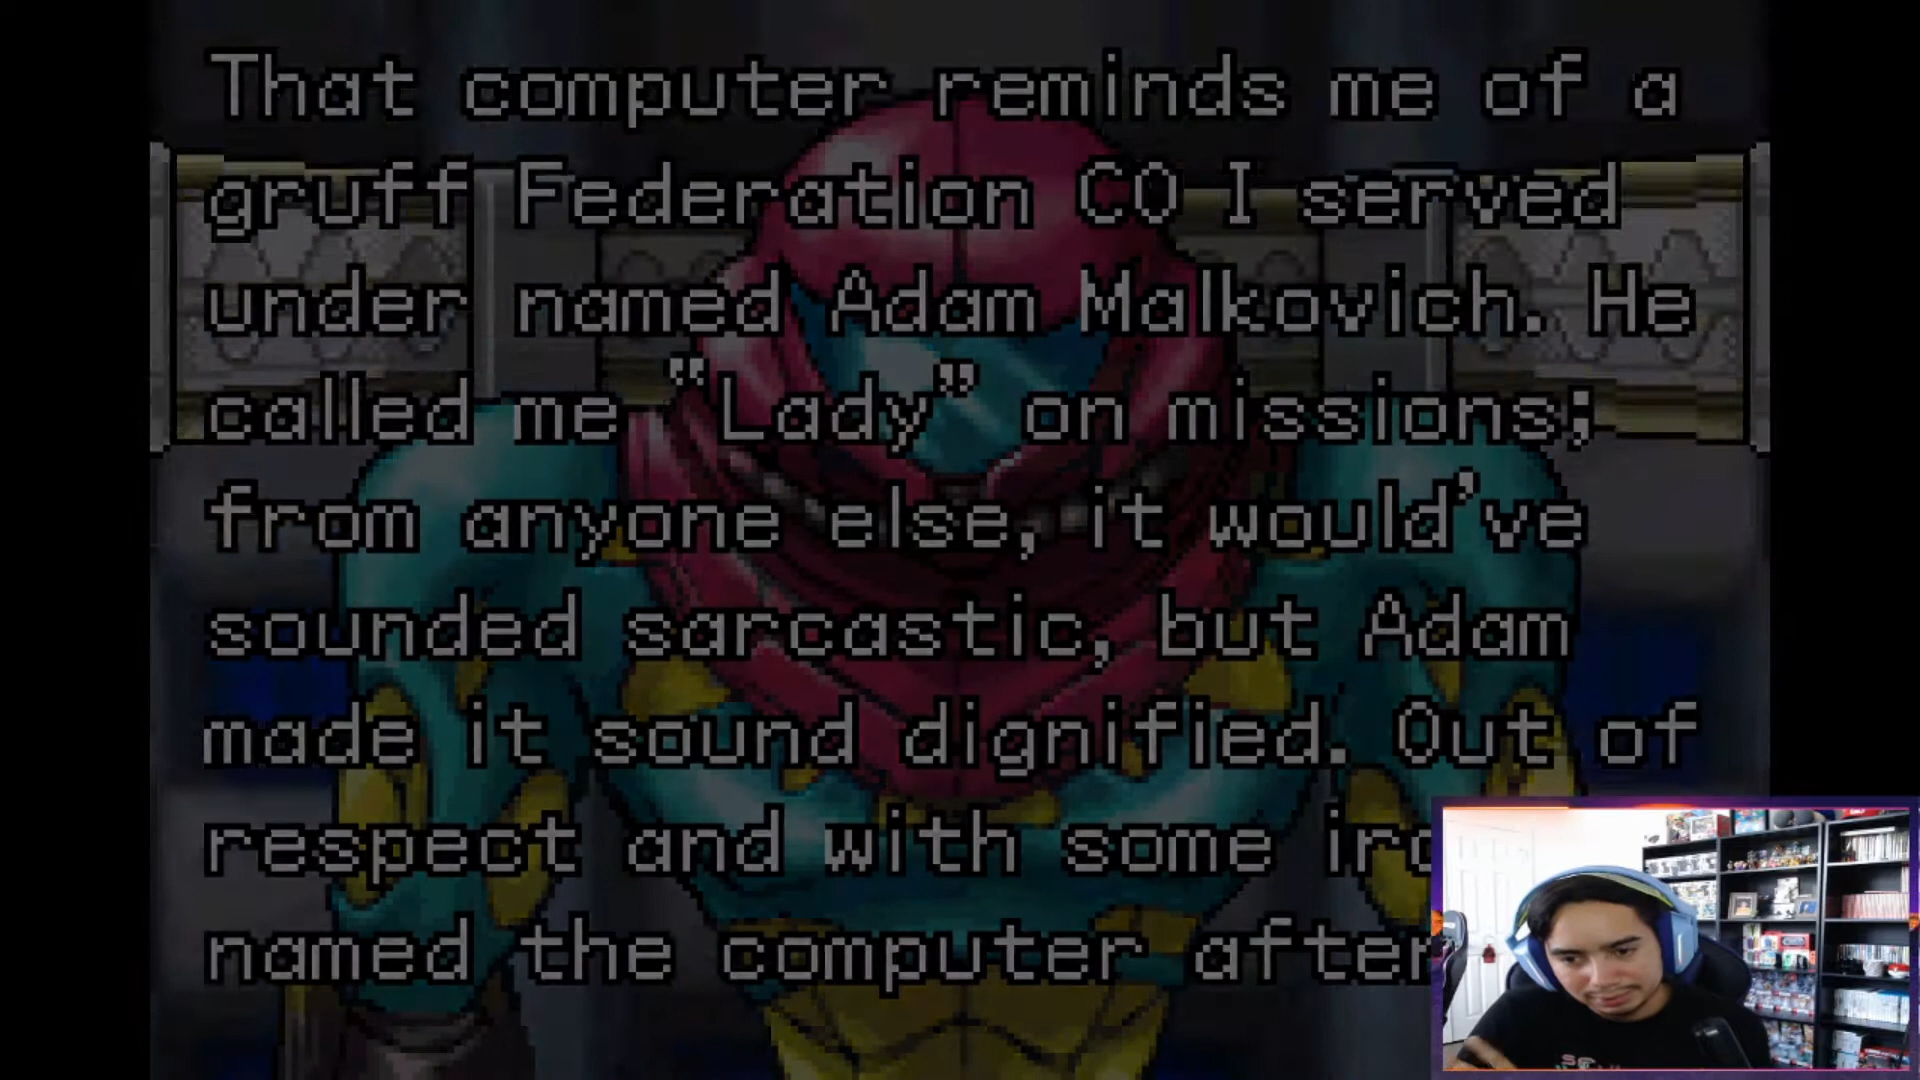 That computer reminds me of a
gruff Federation CO I served
under named Adam Malkovich. He
called me "Lady" on missions;
from anyone else, it would've
sounded sarcastic, but Adam
made it sound dignified. Out of
respect and with some
named the computer after